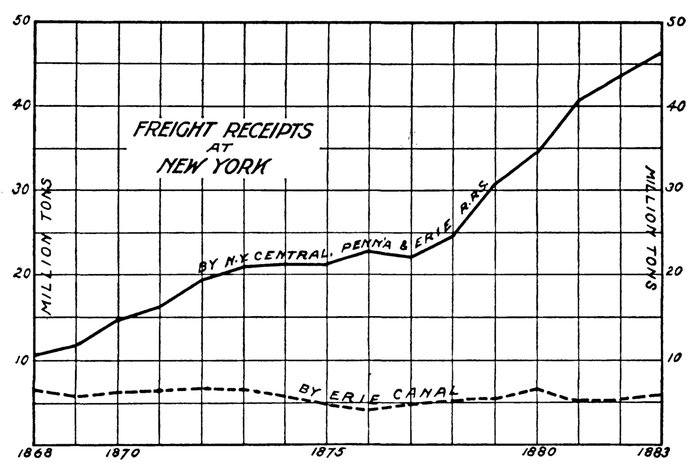 50
50
40
40
FREIGHT RECEIPTS
AT
NEW YORK
30
30
MILLION TONS
MILLION TONS
BY N.Y. CENTRAL, PENN'A & ERIE R.RS.
20
20
10
10
BY ERIE CANAL
1868
1870
1875
1880
1883